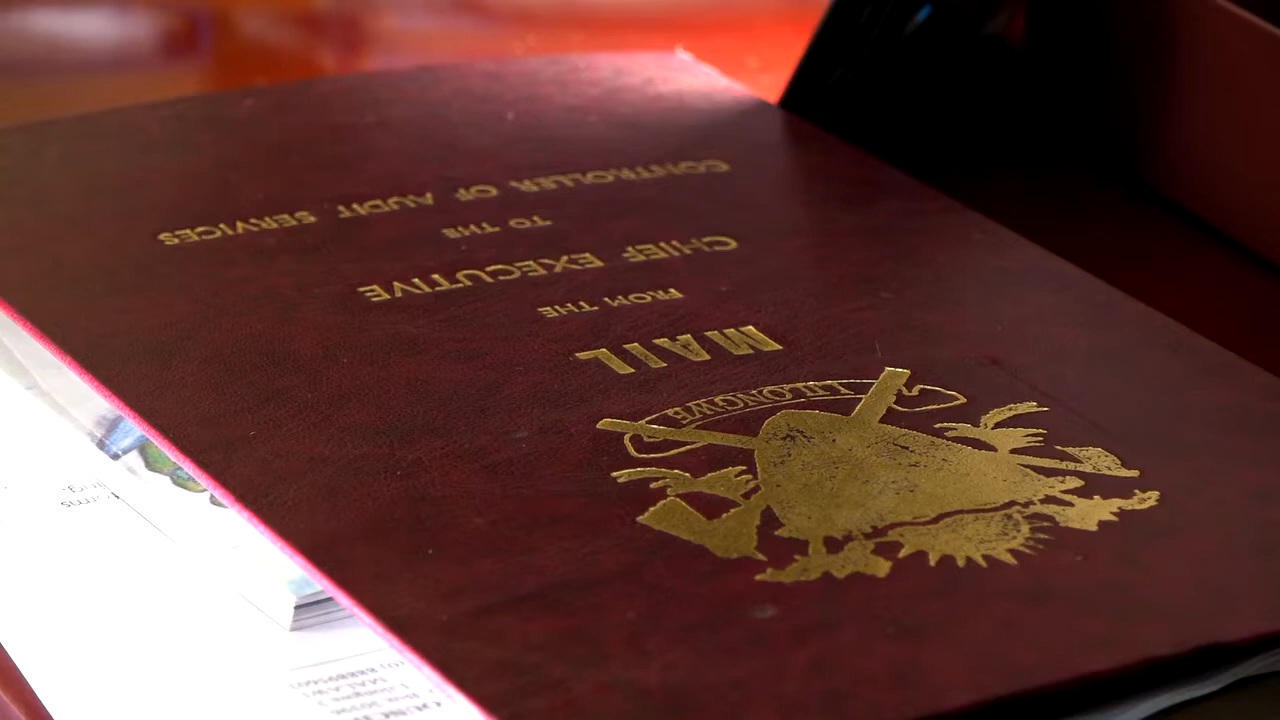 LILONGWE
MAIL
FROM THE
CHIEF EXECUTIVE
TO THE
CONTROLLER OF AUDIT SERVICES